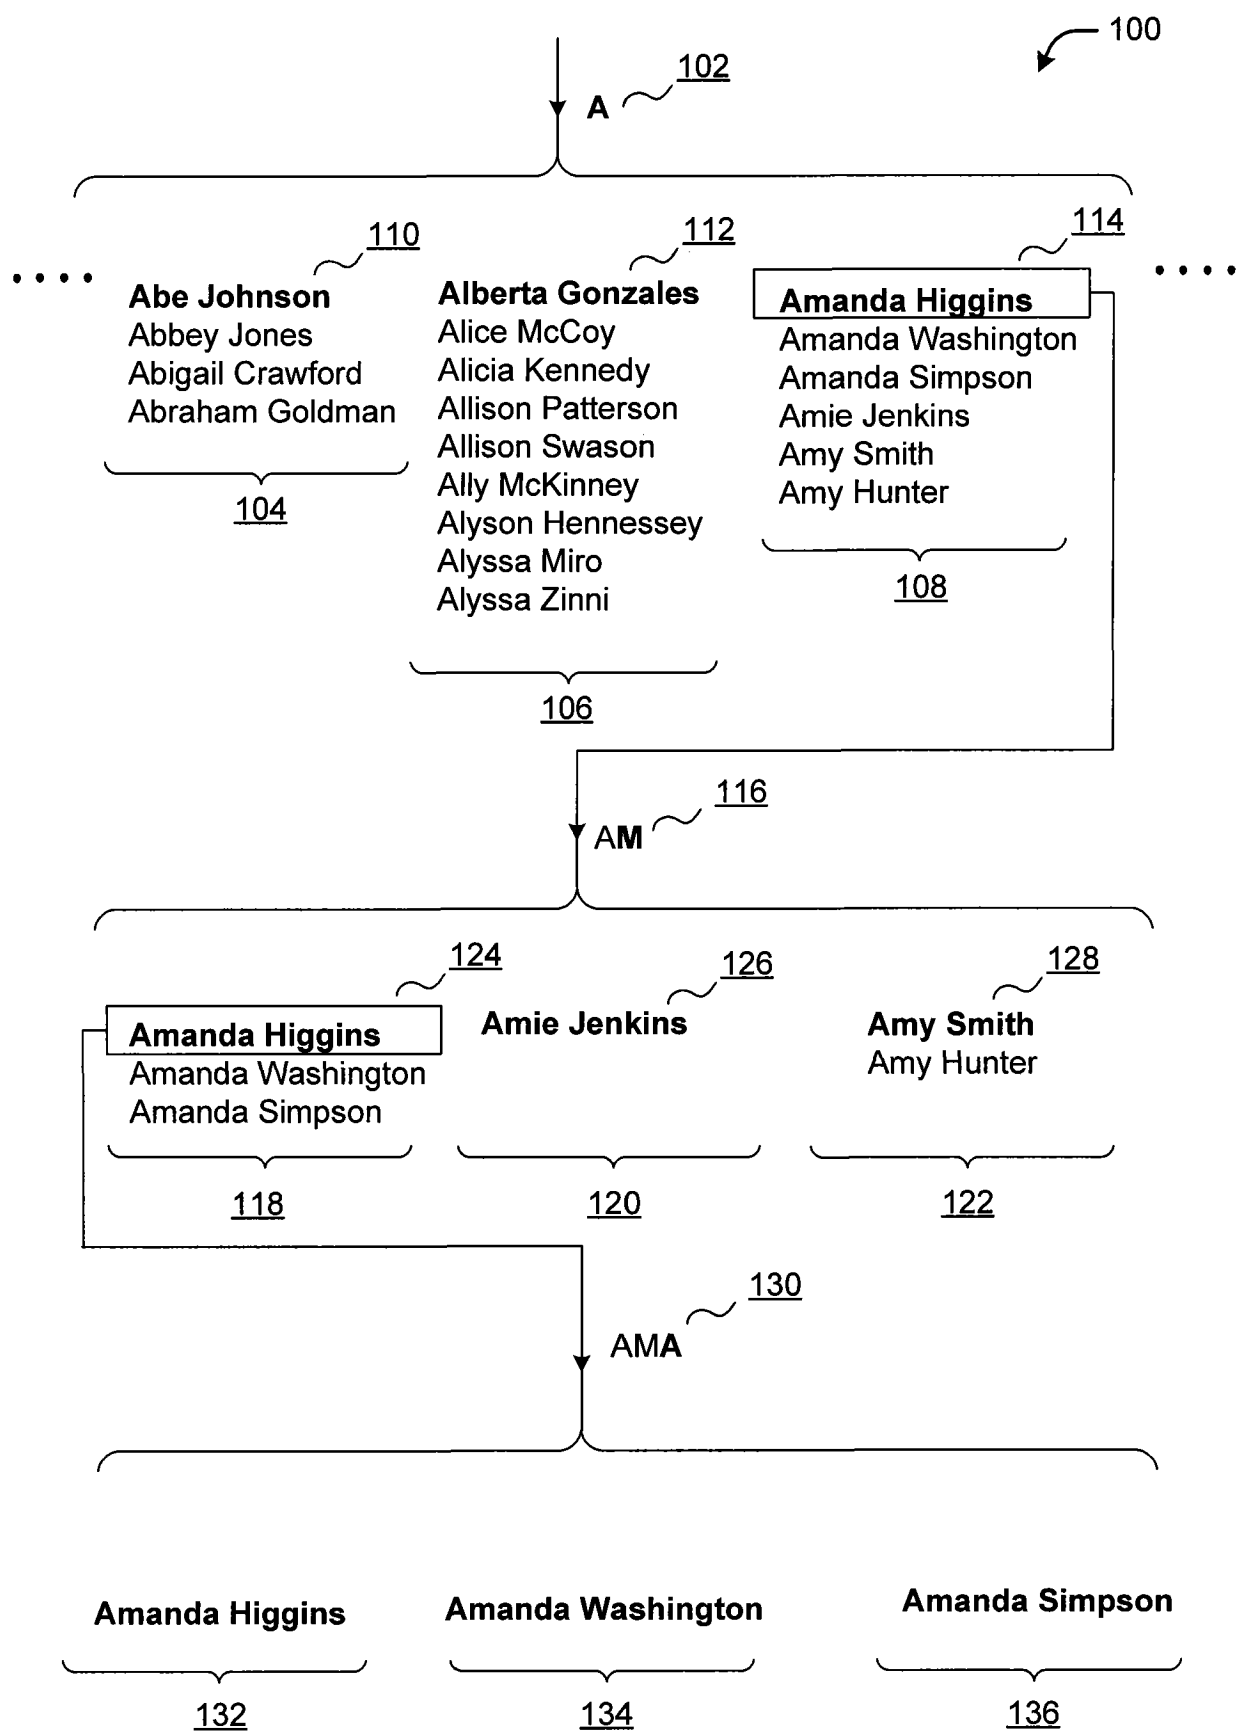 100
102
A
110
112
114
Abe Johnson
Abbey Jones
Abigail Crawford
Abraham Goldman
104
Alberta Gonzales
Alice McCoy
Alicia Kennedy
Allison Patterson
Allison Swason
Ally McKinney
Alyson Hennessey
Alyssa Miro
Alyssa Zinni
106
Amanda Higgins
Amanda Washington
Amanda Simpson
Amie Jenkins
Amy Smith
Amy Hunter
108
116
AM
124
126
128
Amanda Higgins
Amanda Washington
Amanda Simpson
118
Amie Jenkins
120
Amy Smith
Amy Hunter
122
130
AMA
Amanda Higgins
132
Amanda Washington
134
Amanda Simpson
136